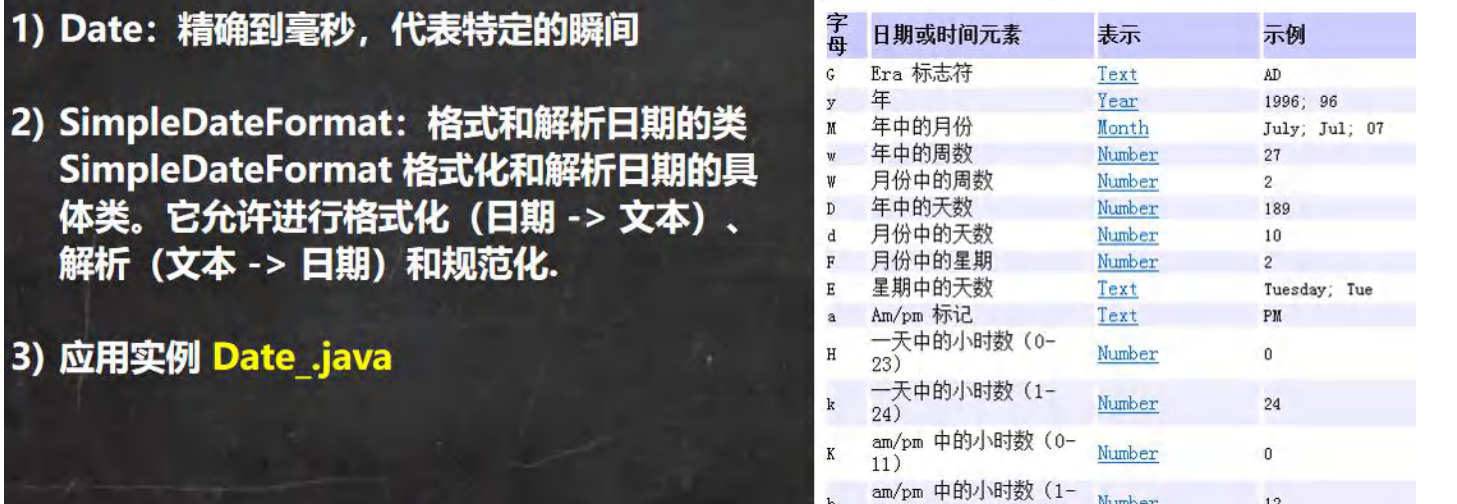 1) Date：精确到毫秒，代表特定的瞬间
2) SimpleDateFormat：格式和解析日期的类
SimpleDateFormat 格式化和解析日期的具
体类。它允许进行格式化（日期 -> 文本）、
解析（文本 -> 日期）和规范化.
3) 应用实例 Date_.java
字母 日期或时间元素 表示 示例
G Era 标志符 Text AD
y 年 Year 1996; 96
M 年中的月份 Month July; Jul; 07
w 年中的周数 Number 27
W 月份中的周数 Number 2
D 年中的天数 Number 189
d 月份中的天数 Number 10
F 月份中的星期 Number 2
E 星期中的天数 Text Tuesday; Tue
a Am/pm 标记 Text PM
H 一天中的小时数（0-
23） Number 0
k 一天中的小时数（1-
24） Number 24
K am/pm 中的小时数（0-
11） Number 0
h am/pm 中的小时数（1-
Number 12